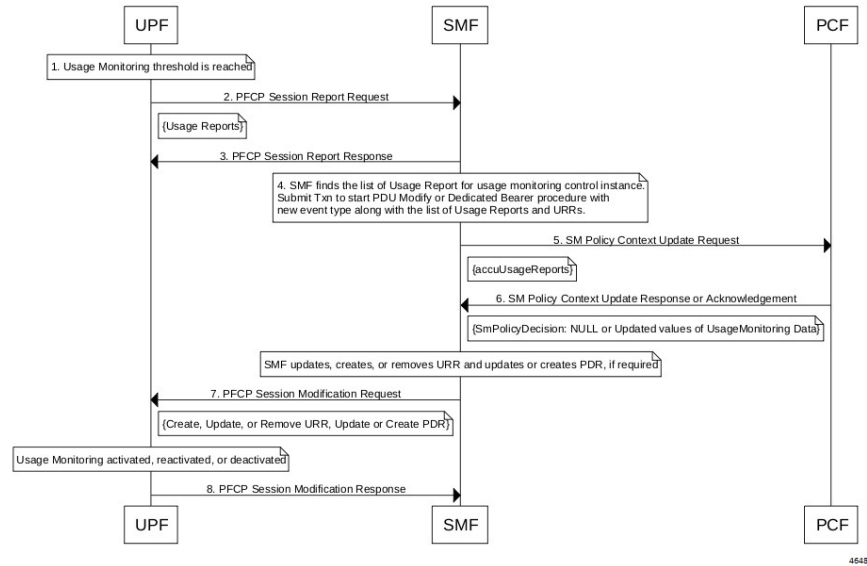 UPF
SMF
PCF
1. Usage Monitoring threshold is reached
2. PFCP Session Report Request
{Usage Reports}
3. PFCP Session Report Response
4. SMF finds the list of Usage Report for usage monitoring control instance.
Submit Txn to start PDU Modify or Dedicated Bearer procedure with
new event type along with the list of Usage Reports and URRs.
5. SM Policy Context Update Request
{accuUsageReports}
6. SM Policy Context Update Response or Acknowledgement
{SmPolicyDecision: NULL or Updated values of UsageMonitoring Data}
SMF updates, creates, or removes URR and updates or creates PDR, if required
7. PFCP Session Modification Request
{Create, Update, or Remove URR, Update or Create PDR}
Usage Monitoring activated, reactivated, or deactivated
8. PFCP Session Modification Response
UPF
SMF
PCF